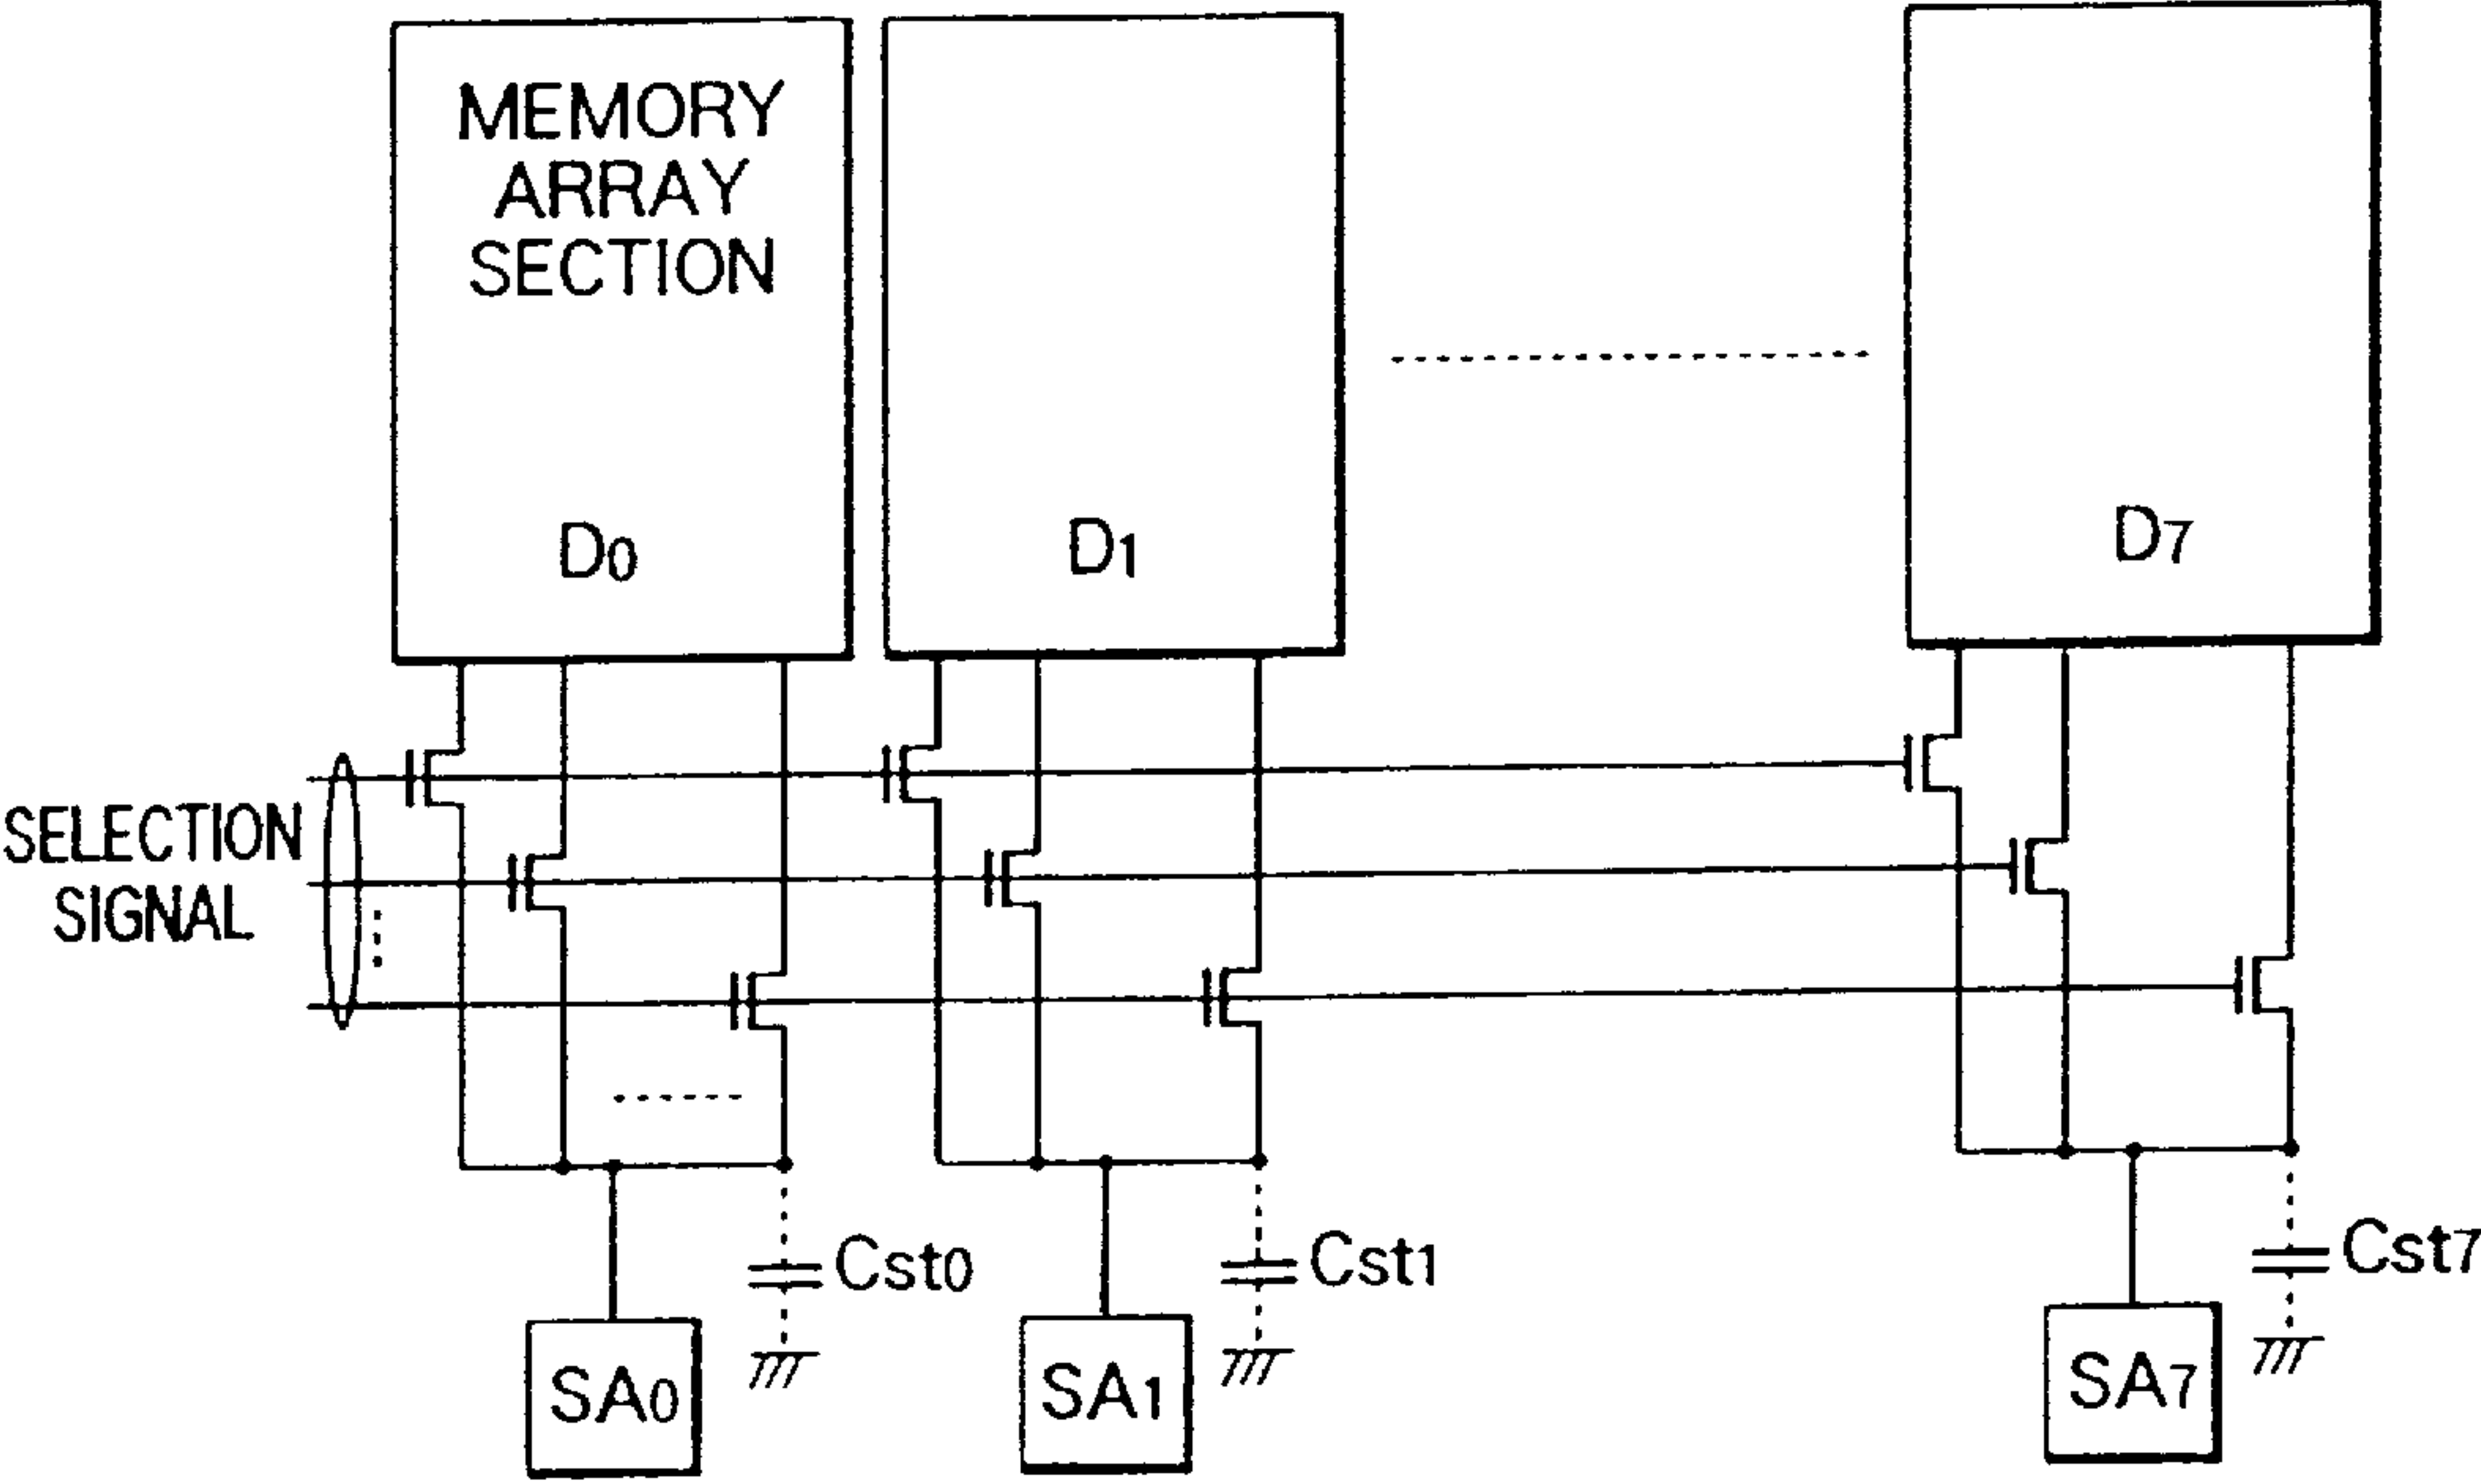 MEMORY
ARRAY
SECTION
D0
D1
D7
SELECTION
SIGNAL
Cst0
Cst1
Cst7
SA0
SA1
SA7